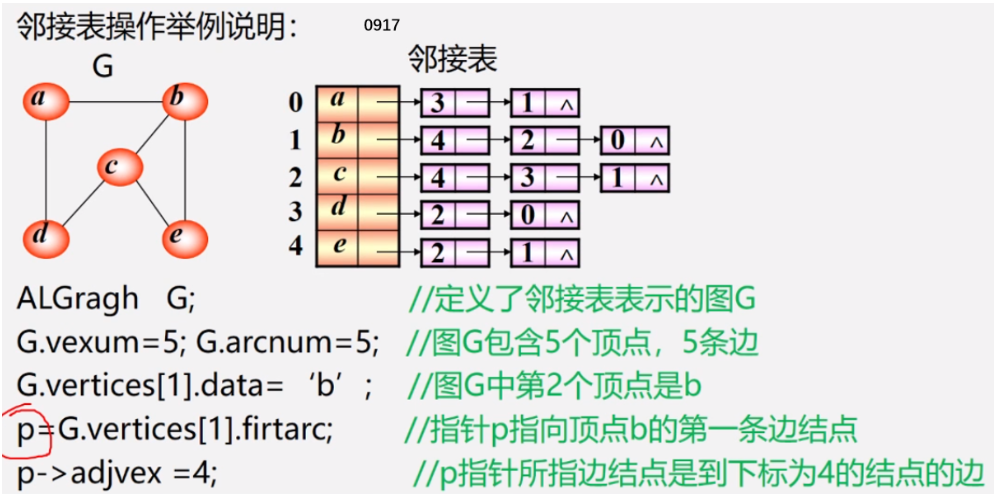 邻接表操作举例说明：
0917
G
邻接表
a b c d e
0 a 3 1 ^
1 b 4 2 0 ^
2 c 4 3 1 ^
3 d 2 0 ^
4 e 2 1 ^
ALGragh G; //定义了邻接表表示的图G
G.vexum=5; G.arcnum=5; //图G包含5个顶点，5条边
G.vertices[1].data=‘b’; //图G中第2个顶点是b
p=G.vertices[1].firtarc; //指针p指向顶点b的第一条边结点
p->adjvex =4; //p指针所指边结点是到下标为4的结点的边